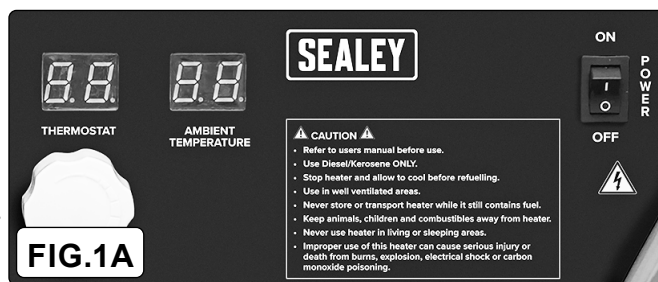 88 88
THERMOSTAT
AMBIENT
TEMPERATURE
FIG.1A
SEALEY
CAUTION
• Refer to users manual before use.
• Use Diesel/Kerosene ONLY.
• Stop heater and allow to cool before refuelling.
• Use in well ventilated areas.
• Never store or transport heater while it still contains fuel.
• Keep animals, children and combustibles away from heater.
• Never use heater in living or sleeping areas.
• Improper use of this heater can cause serious injury or
death from burns, explosion, electrical shock or carbon
monoxide poisoning.
ON
POWER
I
O
OFF